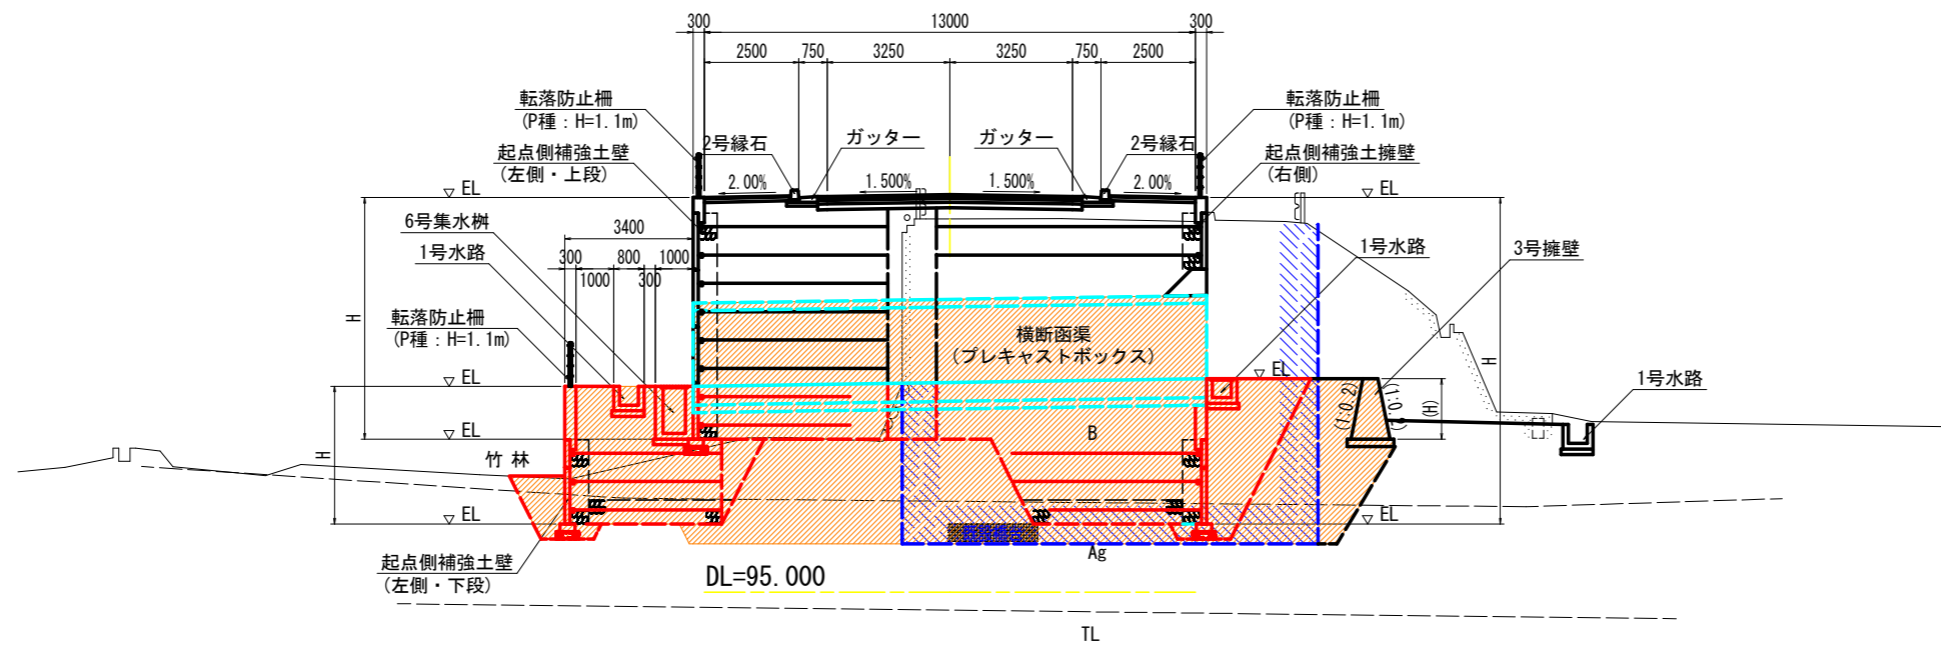 300 13000 300
2500 750 3250 3250 750 2500
転落防止柵
(P種：H=1.1m)
転落防止柵
(P種：H=1.1m)
2号縁石
ガッター
ガッター
2号縁石
起点側補強土壁
(左側・上段)
起点側補強土擁壁
(右側)
2.00%
1.500%
1.500%
2.00%
EL
EL
6号集水桝
3400
1号水路
300 800 1000
1000 300
1号水路
3号擁壁
H
転落防止柵
(P種：H=1.1m)
横断函渠
(プレキャストボックス)
H
EL
EL
1号水路
(1:0.2)
(H)
EL
B
竹 林
H
EL
EL
Ag
起点側補強土壁
(左側・下段)
DL=95.000
TL